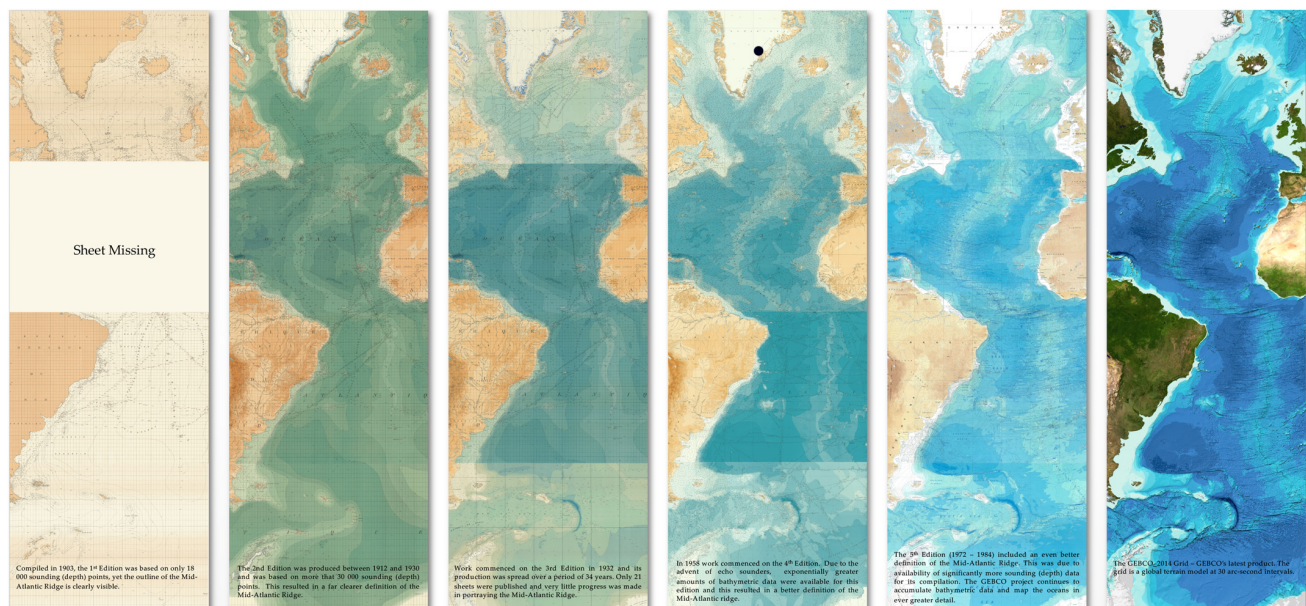 Sheet Missing
Compiled in 1903, the 1st Edition was based on only 18
000 sounding (depth) points, yet the outline of the Mid-
Atlantic Ridge is clearly visible.
The 2nd Edition was produced between 1912 and 1930
and was based on more that 30 000 sounding (depth)
points. This resulted in a far clearer definition of the
Mid-Atlantic Ridge.
Work commenced on the 3rd Edition in 1932 and its
production was spread over a period of 34 years. Only 21
sheets were published and very little progress was made
in portraying the Mid-Atlantic Ridge.
In 1958 work commenced on the 4th Edition. Due to the
advent of echo sounders, exponentially greater
amounts of bathymetric data were available for this
edition and this resulted in a better definition of the
Mid-Atlantic ridge.
The 5th Edition (1972 – 1984) included an even better
definition of the Mid-Atlantic Ridge. This was due to
availability of significantly more sounding (depth) data
for its compilation. The GEBCO project continues to
accumulate bathymetric data and map the oceans in
ever greater detail.
The GEBCO_2014 Grid – GEBCO's latest product. The
grid is a global terrain model at 30 arc-second intervals.